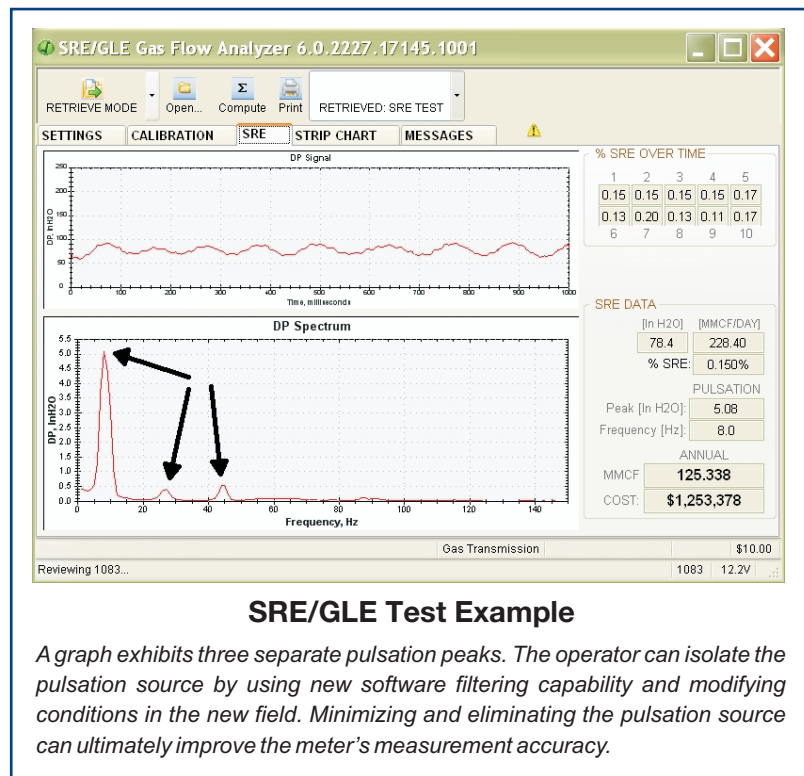 SRE/GLE Gas Flow Analyzer 6.0.2227.17145.1001
RETRIEVE MODE Open... Compute Print RETRIEVED: SRE TEST
Σ
SETTINGS CALIBRATION SRE STRIP CHART MESSAGES
DP Signal
DP, InH2O
250
200
150
100
50
0
0 100 200 300 400 500 600 700 800 900 1000
Time, milliseconds
DP Spectrum
DP, InH2O
5.5
5.0
4.5
4.0
3.5
3.0
2.5
2.0
1.5
1.0
0.5
0.0
0 20 40 60 80 100 120 140
Frequency, Hz
% SRE OVER TIME
1 2 3 4 5
0.15 0.15 0.15 0.15 0.17
0.13 0.20 0.13 0.11 0.17
6 7 8 9 10
SRE DATA
[In H2O] [MMCF/DAY]
78.4 228.40
% SRE: 0.150%
PULSATION
Peak [In H2O]: 5.08
Frequency [Hz]: 8.0
ANNUAL
MMCF 125.338
COST: $1,253,378
Gas Transmission $10.00
Reviewing 1083... 1083 12.2V
SRE/GLE Test Example
A graph exhibits three separate pulsation peaks. The operator can isolate the
pulsation source by using new software filtering capability and modifying
conditions in the new field. Minimizing and eliminating the pulsation source
can ultimately improve the meter's measurement accuracy.